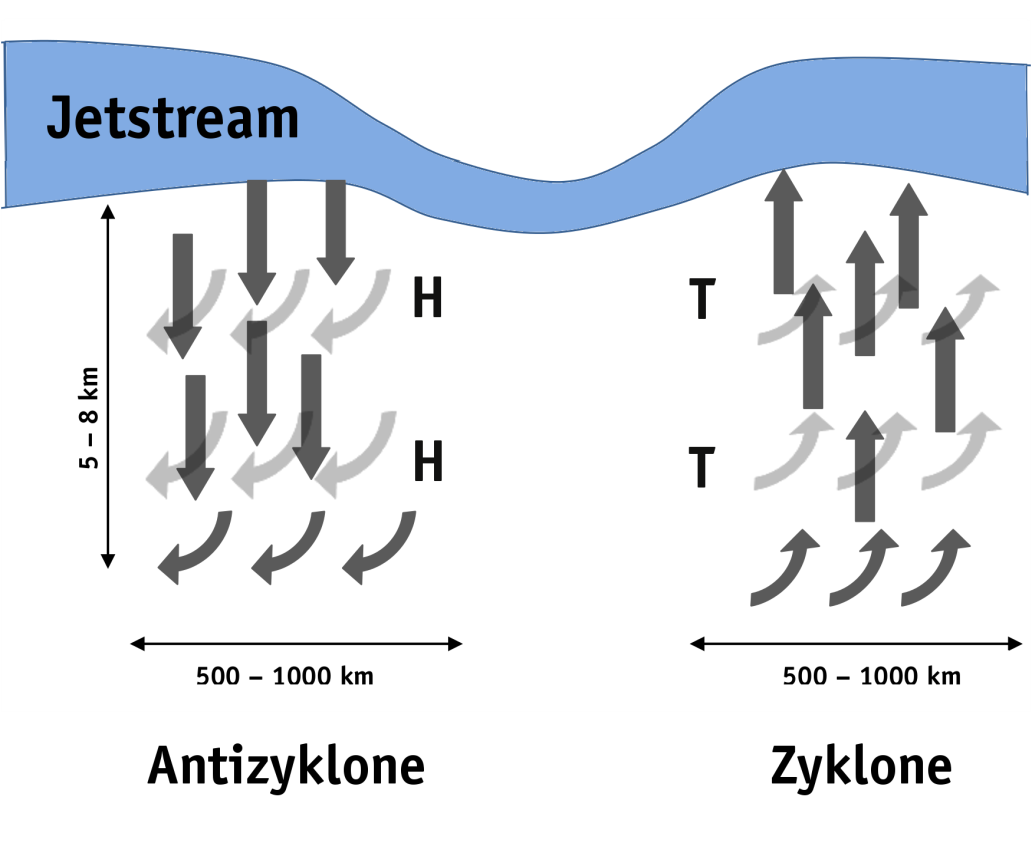 Jetstream
H
T
5 – 8 km
H
T
500 – 1000 km
500 – 1000 km
Antizyklone
Zyklone